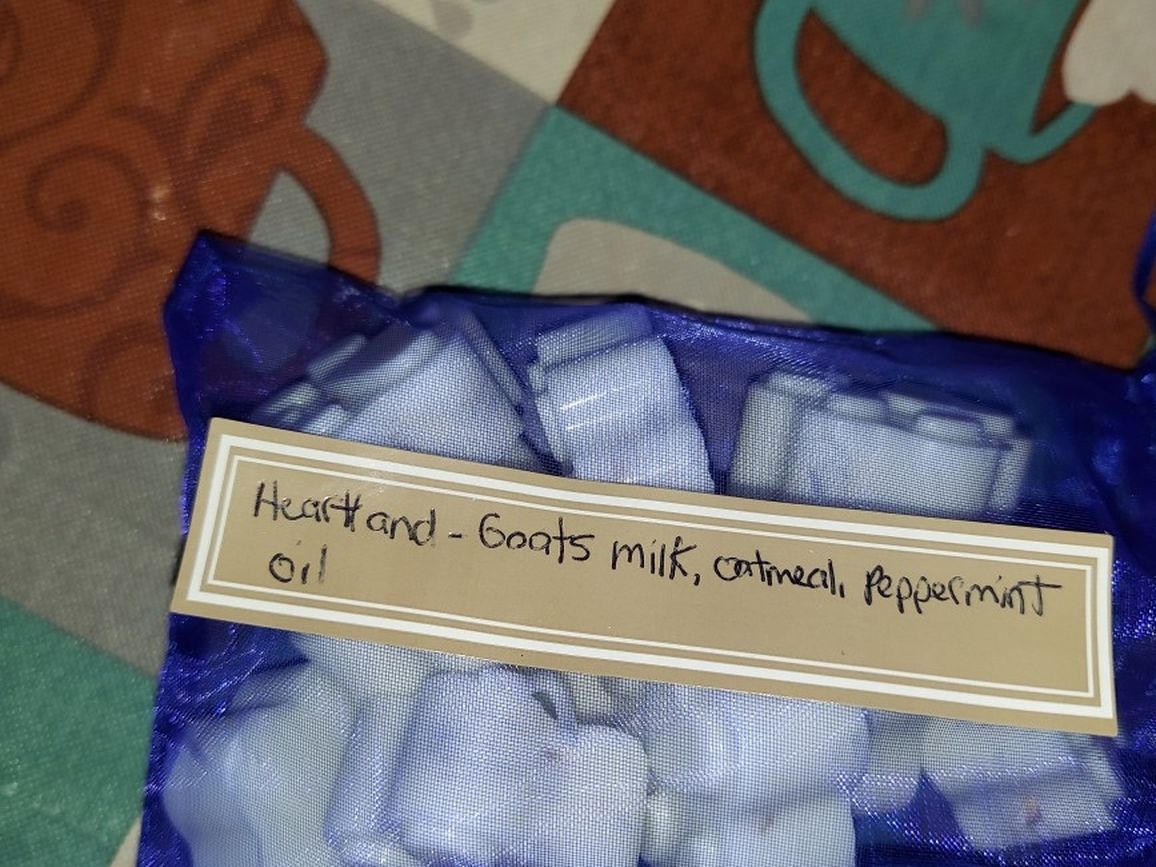 Heartland - Goats milk, oatmeal, Peppermint
oil